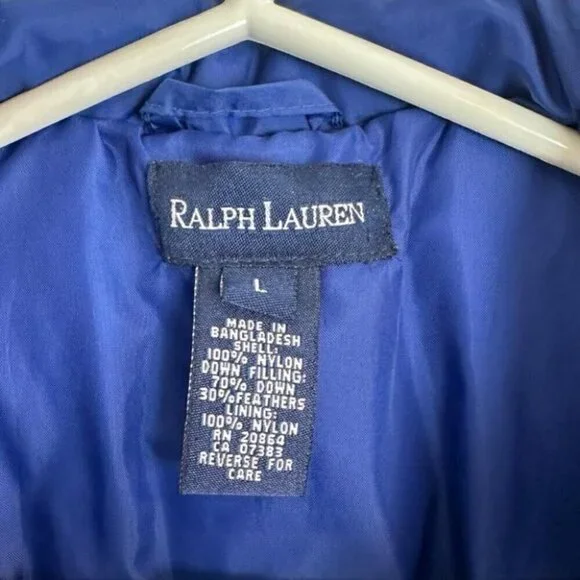 RALPH LAUREN
L
MADE IN
BANGLADESH
SHELL:
100% NYLON
DOWN FILLING:
70% DOWN
30%FEATHERS
LINING:
100% NYLON
RN 20864
CA 07383
REVERSE FOR
CARE